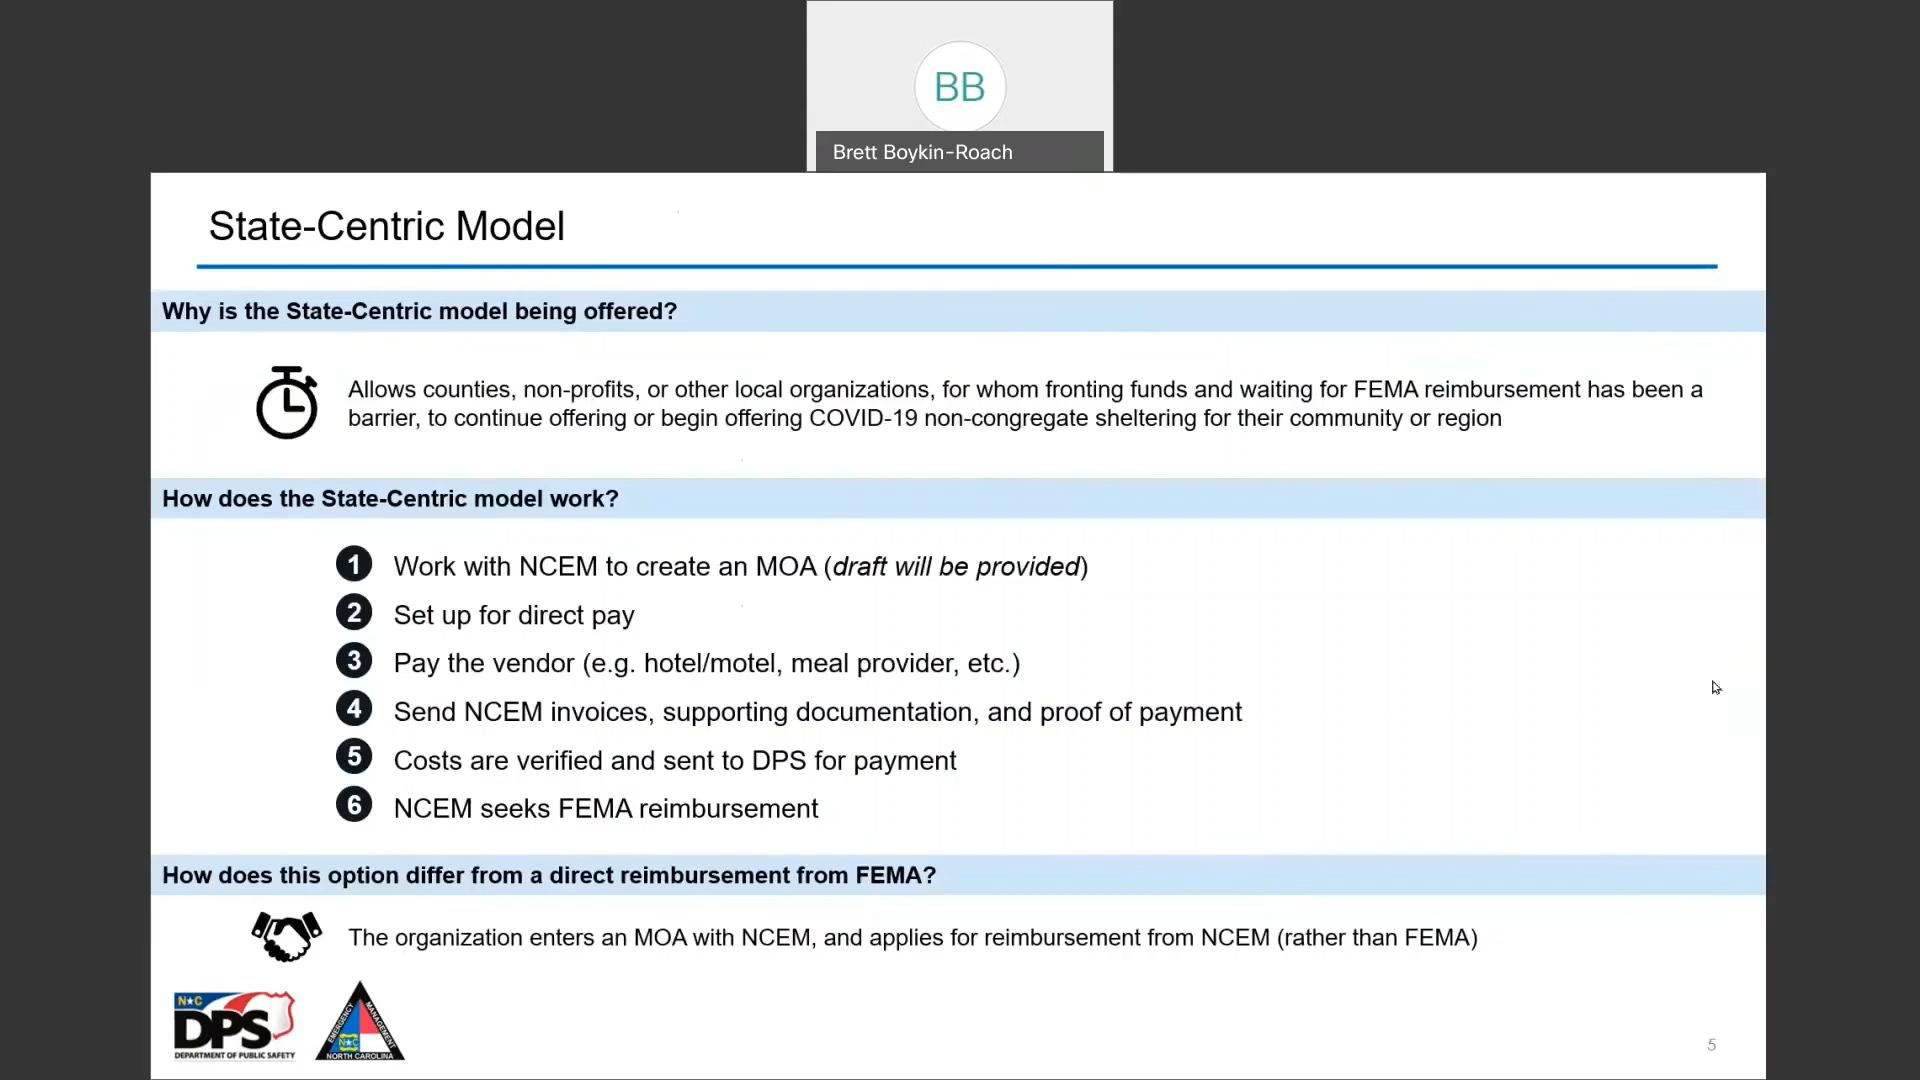 BB
Brett Boykin-Roach
State-Centric Model
Why is the State-Centric model being offered?
Allows counties, non-profits, or other local organizations, for whom fronting funds and waiting for FEMA reimbursement has been a
barrier, to continue offering or begin offering COVID-19 non-congregate sheltering for their community or region
How does the State-Centric model work?
1 Work with NCEM to create an MOA (draft will be provided)
2 Set up for direct pay
3 Pay the vendor (e.g. hotel/motel, meal provider, etc.)
4 Send NCEM invoices, supporting documentation, and proof of payment
5 Costs are verified and sent to DPS for payment
6 NCEM seeks FEMA reimbursement
How does this option differ from a direct reimbursement from FEMA?
The organization enters an MOA with NCEM, and applies for reimbursement from NCEM (rather than FEMA)
N★C
DPS
DEPARTMENT OF PUBLIC SAFETY
EMERGENCY
MANAGEMENT
N★C
NORTH CAROLINA
5